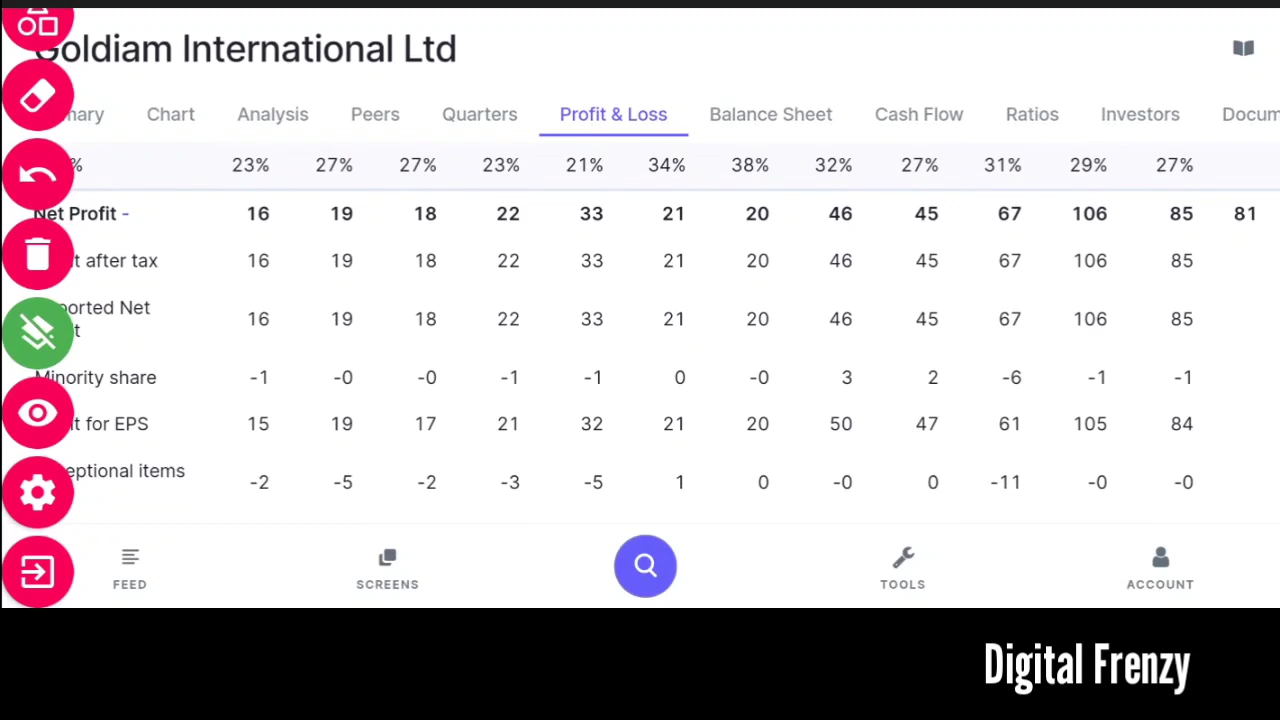 Goldiam International Ltd
mary Chart Analysis Peers Quarters Profit & Loss Balance Sheet Cash Flow Ratios Investors Docum
% 23% 27% 27% 23% 21% 34% 38% 32% 27% 31% 29% 27%
Net Profit - 16 19 18 22 33 21 20 46 45 67 106 85 81
t after tax 16 19 18 22 33 21 20 46 45 67 106 85
ported Net
t 16 19 18 22 33 21 20 46 45 67 106 85
Minority share -1 -0 -0 -1 -1 0 -0 3 2 -6 -1 -1
t for EPS 15 19 17 21 32 21 20 50 47 61 105 84
eptional items
-2 -5 -2 -3 -5 1 0 -0 0 -11 -0 -0
FEED SCREENS TOOLS ACCOUNT
Digital Frenzy